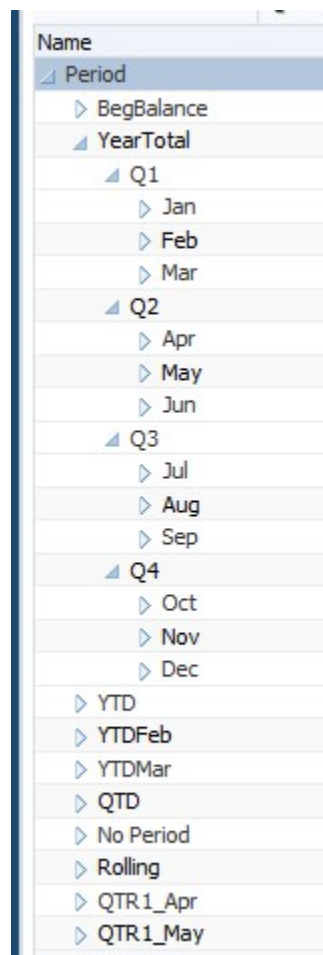 Name
Period
BegBalance
YearTotal
Q1
Jan
Feb
Mar
Q2
Apr
May
Jun
Q3
Jul
Aug
Sep
Q4
Oct
Nov
Dec
YTD
YTDFeb
YTDMar
QTD
No Period
Rolling
QTR1_Apr
QTR1_May